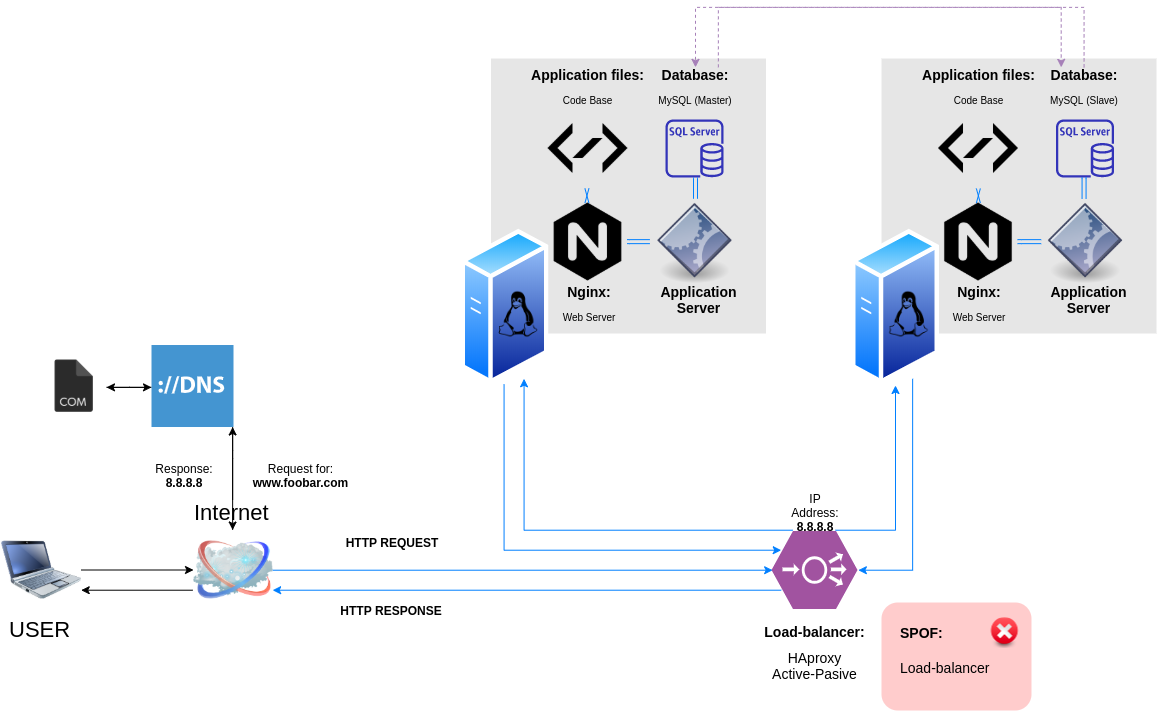 Application files:
Database:
Code Base
MySQL (Master)
SQL Server
N
Nginx:
Web Server
Application
Server
Application files:
Database:
Code Base
MySQL (Slave)
SQL Server
N
Nginx:
Web Server
Application
Server
COM
://DNS
Response:
8.8.8.8
Request for:
www.foobar.com
Internet
USER
HTTP REQUEST
HTTP RESPONSE
IP
Address:
8.8.8.8
Load-balancer:
HAproxy
Active-Pasive
SPOF:
Load-balancer